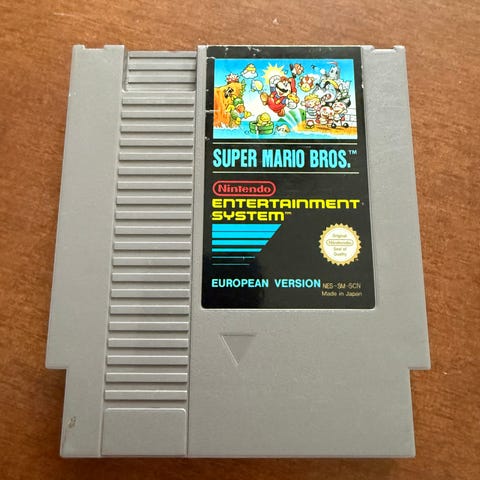 SUPER MARIO BROS.™
Nintendo
ENTERTAINMENT
SYSTEM™
Original
Nintendo
Seal of
Quality
EUROPEAN VERSION NES-SM-SCN
Made in Japan